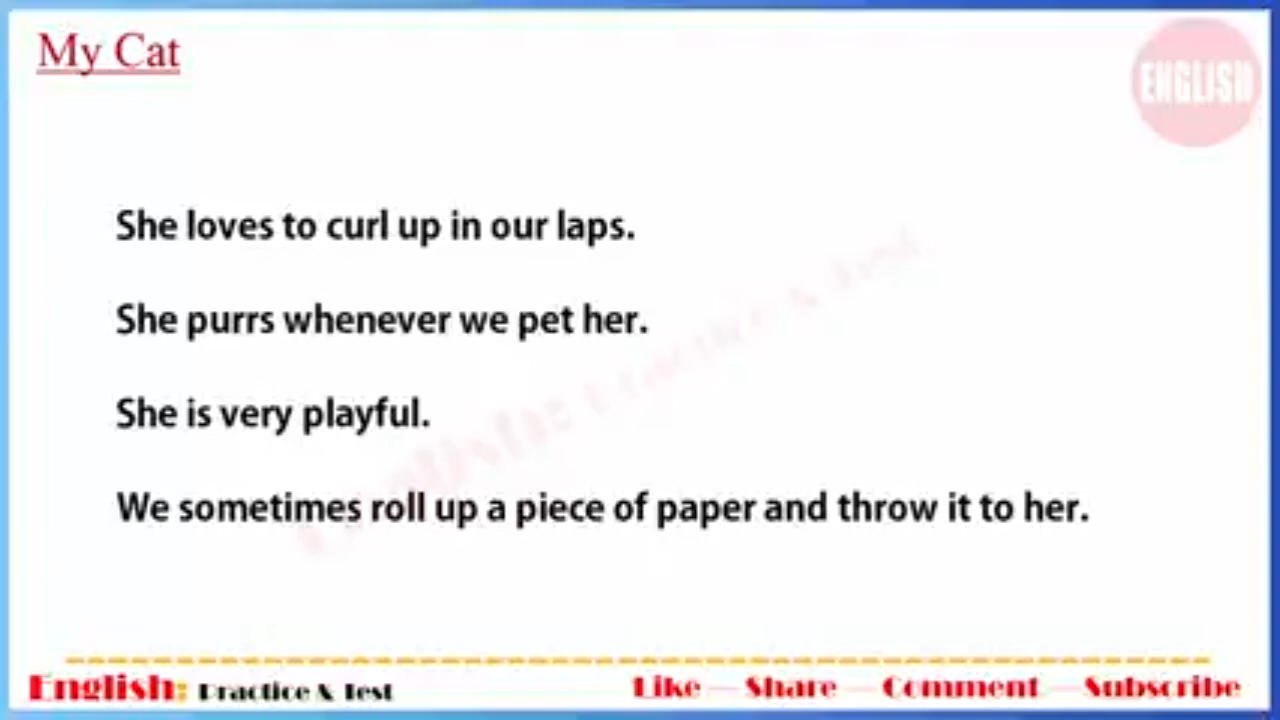 My Cat
ENGLISH
She loves to curl up in our laps.
She purrs whenever we pet her.
She is very playful.
We sometimes roll up a piece of paper and throw it to her.
English: Practice & Test
Like — Share — Comment — Subscribe